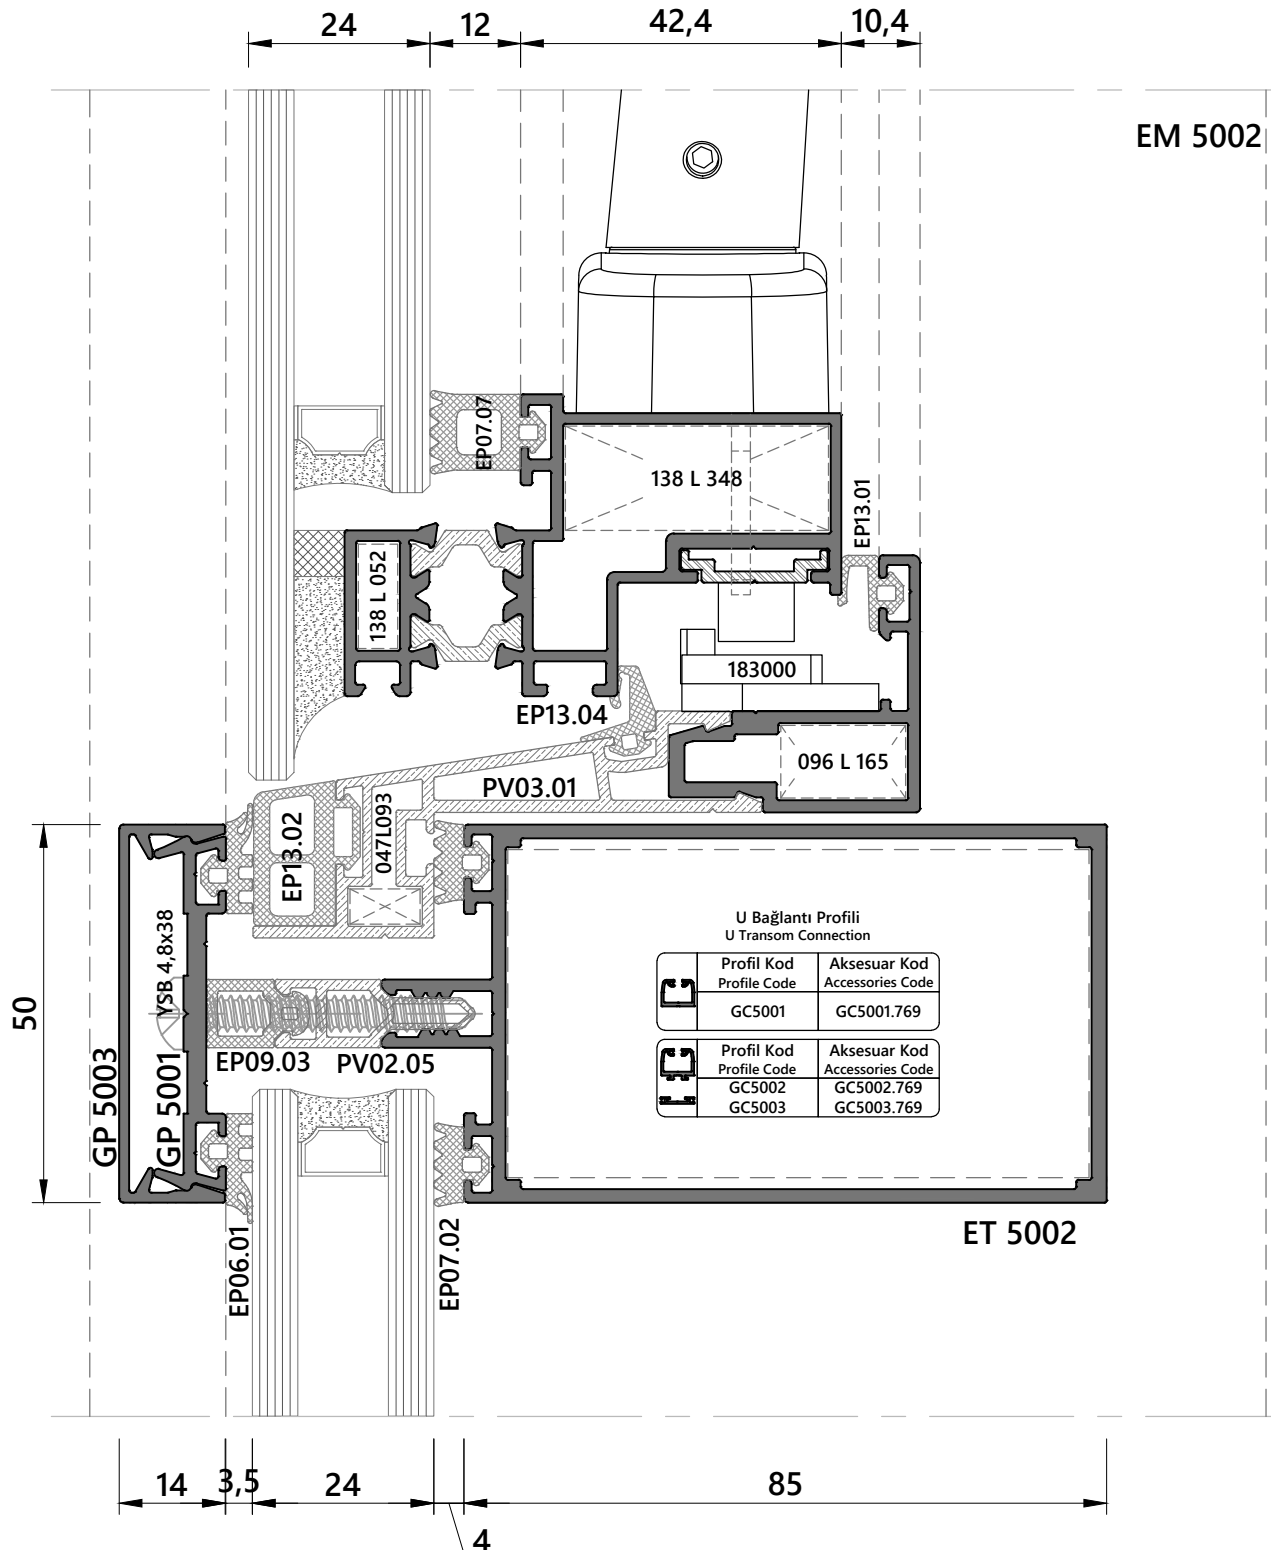 24
12
42,4
10,4
EM 5002
EP07.07
138 L 348
EP13.01
138 L 052
183000
EP13.04
096 L 165
PV03.01
047L093
EP13.02
YSB 4,8x38
U Bağlantı Profili
U Transom Connection
Profil Kod
Aksesuar Kod
Profile Code
Accessories Code
GC5001
GC5001.769
Profil Kod
Aksesuar Kod
Profile Code
Accessories Code
GC5002
GC5002.769
GC5003
GC5003.769
50
EP09.03
PV02.05
GP 5003
GP 5001
EP06.01
EP07.02
ET 5002
14
3,5
24
85
4